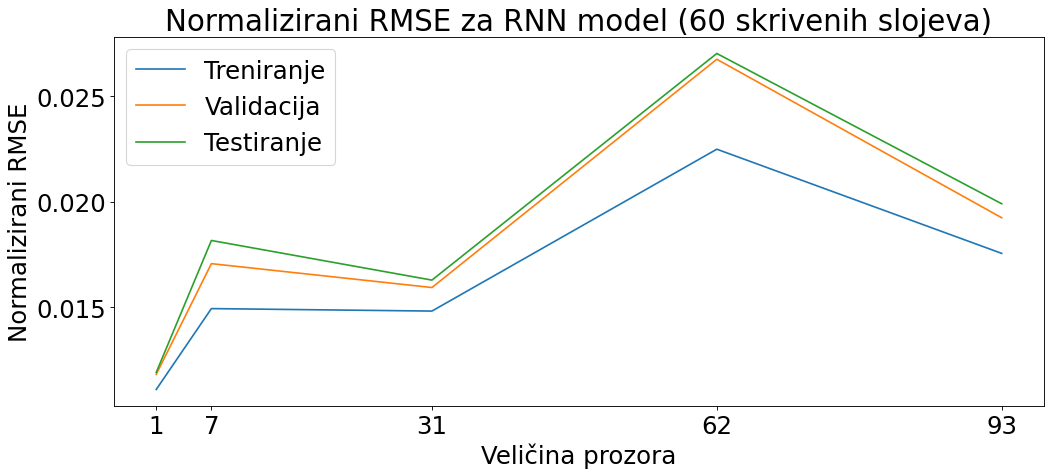 Normalizirani RMSE za RNN model (60 skrivenih slojeva)
Treniranje
Validacija
Testiranje
Normalizirani RMSE
0.025
0.020
0.015
1 7 31 62 93
Veličina prozora